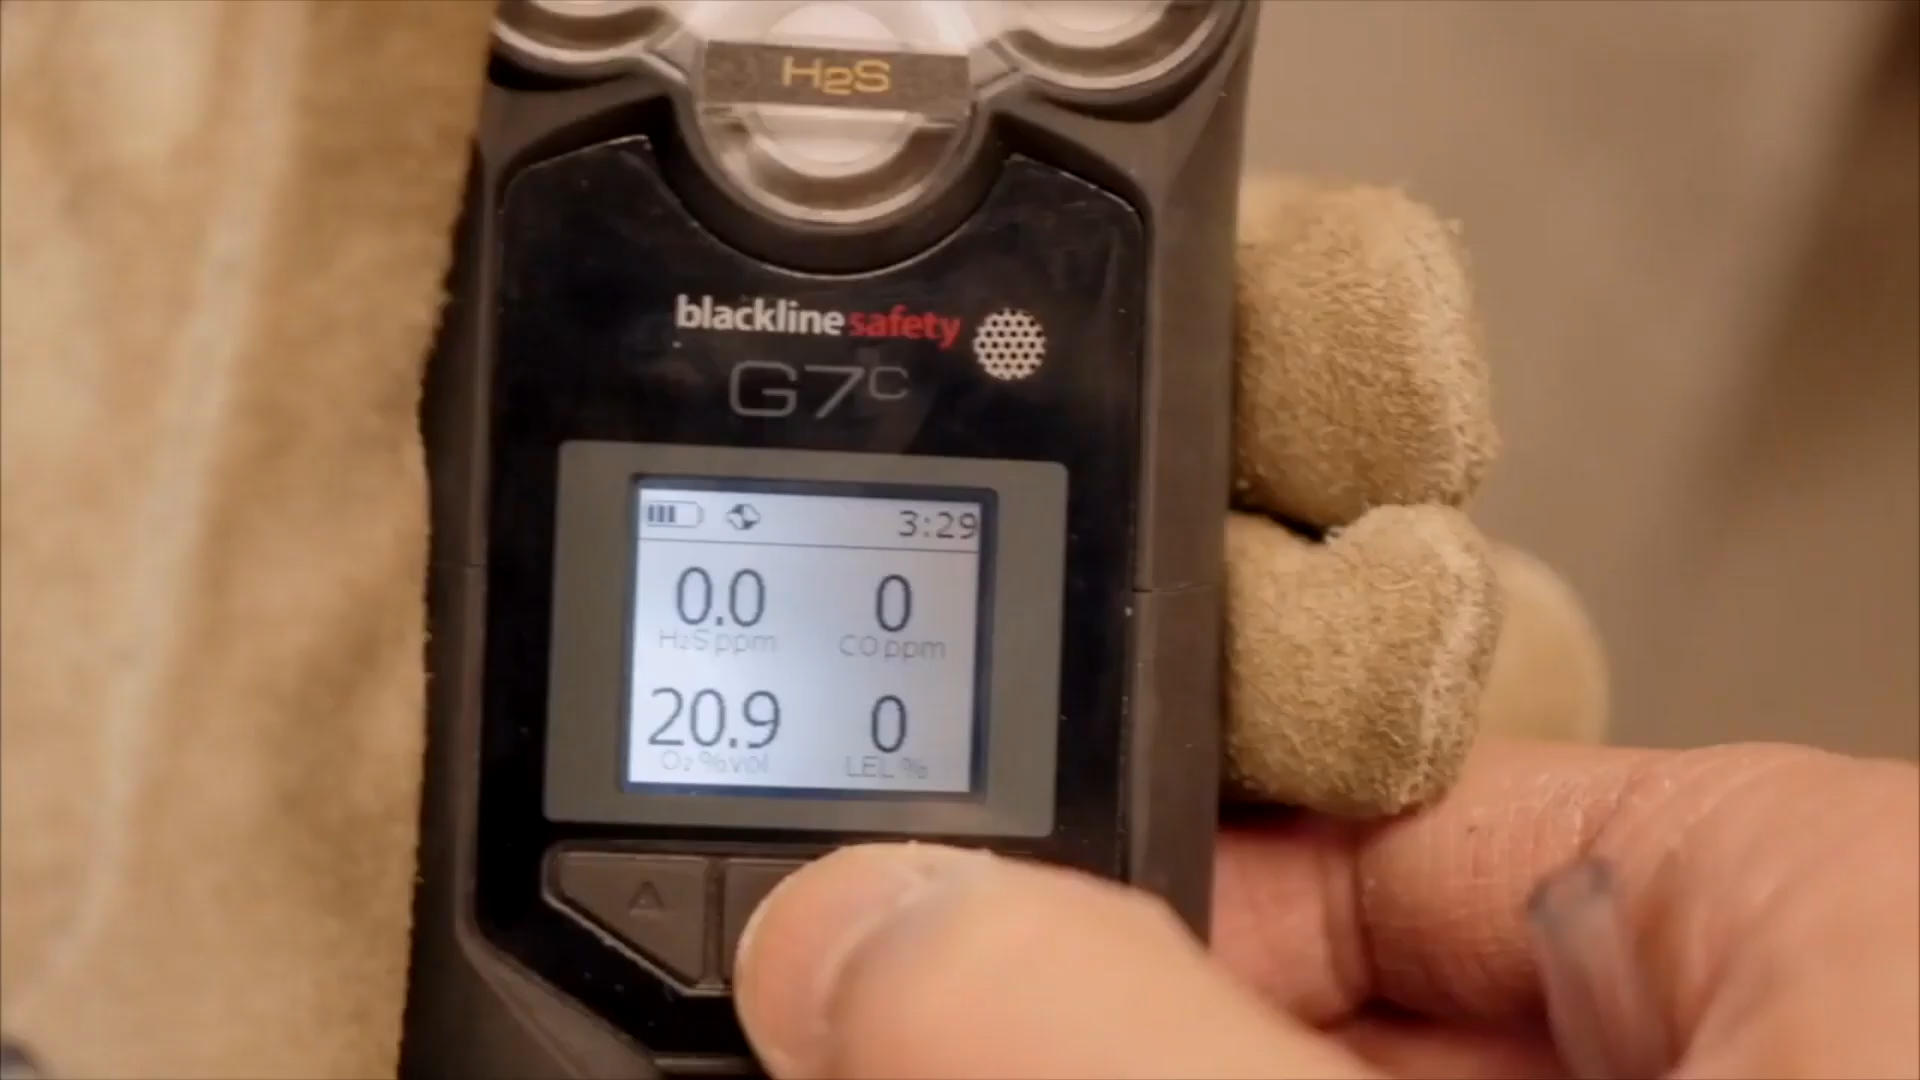 H2S
blackline safety
G7c
3:29
0.0 0
H2S ppm CO ppm
20.9 0
O2 %vol LEL %